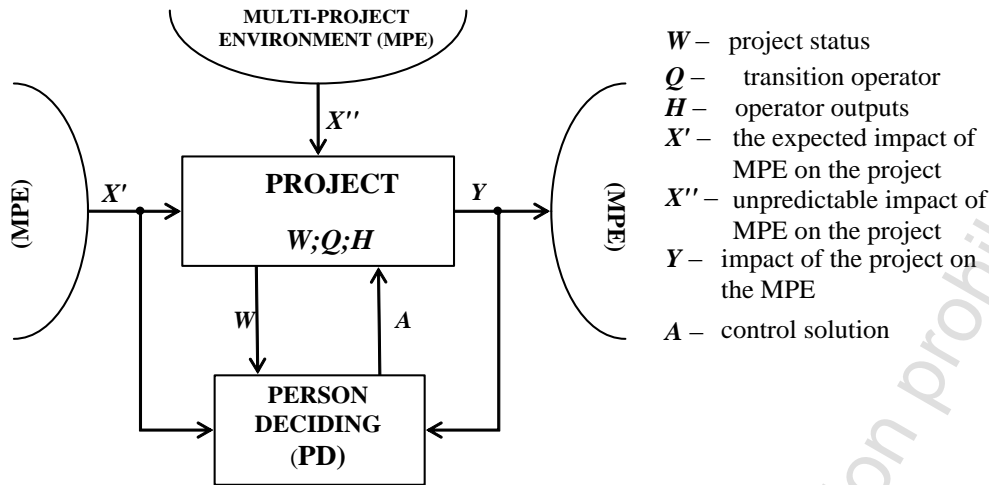 MULTI-PROJECT
ENVIRONMENT (MPE)
X''
(MPE)
X'
PROJECT
W;Q;H
Y
(MPE)
W
A
PERSON
DECIDING
(PD)
W – project status
Q – transition operator
H – operator outputs
X' – the expected impact of
MPE on the project
X'' – unpredictable impact of
MPE on the project
Y – impact of the project on
the MPE
A – control solution
on prohi